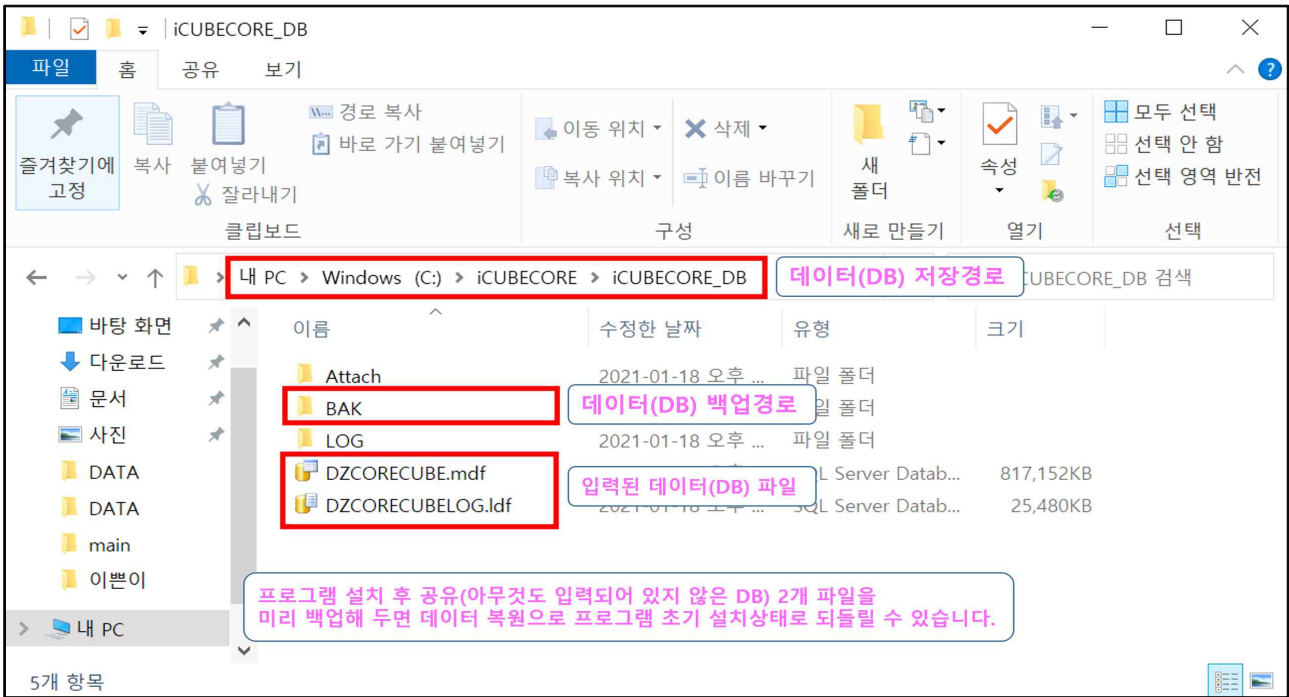 iCUBECORE_DB
파일 홈 공유 보기
즐겨찾기에 고정
복사
붙여넣기
경로 복사
바로 가기 붙여넣기
잘라내기
클립보드
이동 위치
삭제
복사 위치
이름 바꾸기
구성
새 폴더
새로 만들기
속성
열기
모두 선택
선택 안 함
선택 영역 반전
선택
내 PC > Windows (C:) > iCUBECORE > iCUBECORE_DB
데이터(DB) 저장경로
CUBECORE_DB 검색
바탕 화면
다운로드
문서
사진
DATA
DATA
main
이쁜이
내 PC
이름 수정한 날짜 유형 크기
Attach 2021-01-18 오후 ... 파일 폴더
BAK 데이터(DB) 백업경로 폴더
LOG 2021-01-18 오후 ... 파일 폴더
DZCORECUBE.mdf L Server Datab... 817,152KB
입력된 데이터(DB) 파일
DZCORECUBELOG.ldf 2021-01-18 오후 ... SQL Server Datab... 25,480KB
프로그램 설치 후 공유(아무것도 입력되어 있지 않은 DB) 2개 파일을
미리 백업해 두면 데이터 복원으로 프로그램 초기 설치상태로 되돌릴 수 있습니다.
5개 항목